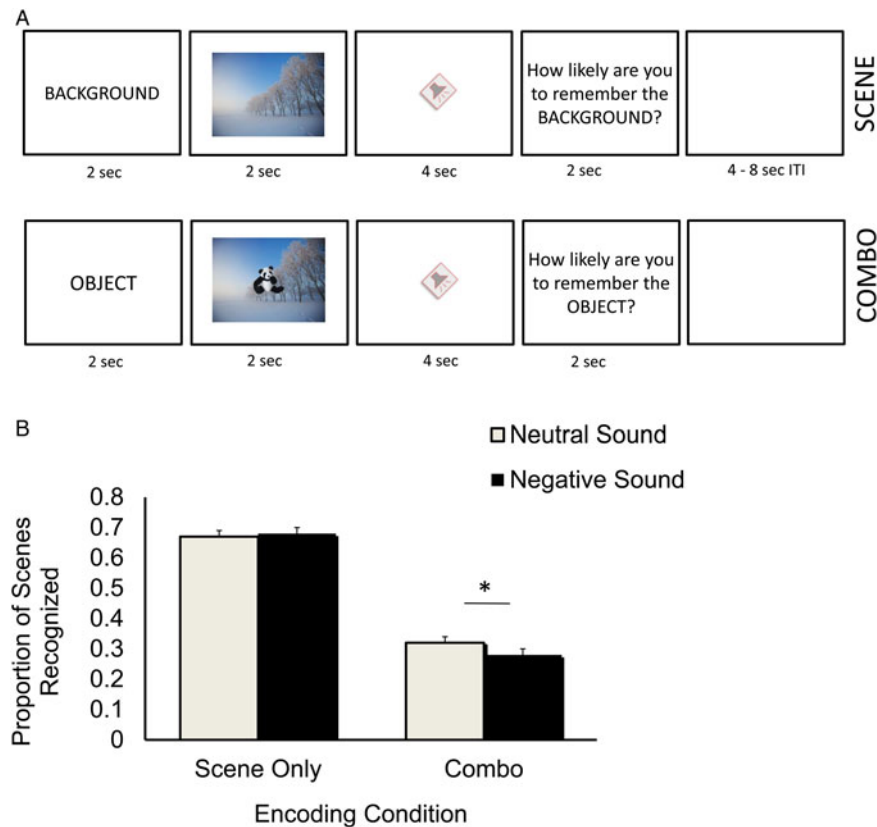 A
BACKGROUND
How likely are you
to remember the
BACKGROUND?
SCENE
2 sec
2 sec
4 sec
2 sec
4 - 8 sec ITI
OBJECT
How likely are you
to remember the
OBJECT?
COMBO
2 sec
2 sec
4 sec
2 sec
B
Neutral Sound
Negative Sound
Proportion of Scenes
Recognized
0.8
0.7
0.6
0.5
0.4
0.3
0.2
0.1
0
*
Scene Only
Combo
Encoding Condition